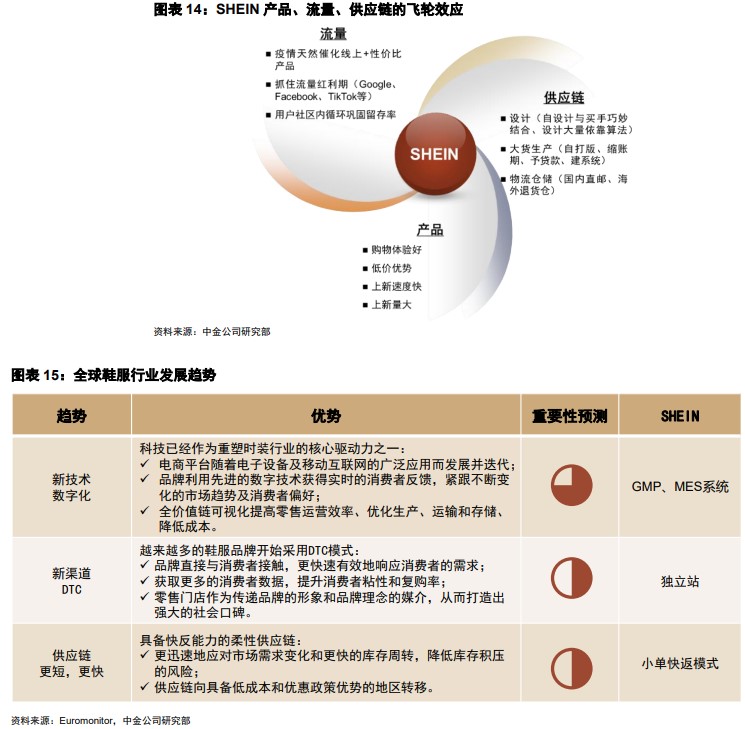 图表 14：SHEIN 产品、流量、供应链的飞轮效应
流量
■ 疫情天然催化线上+性价比
产品
■ 抓住流量红利期（Google、
Facebook、TikTok等）
■ 用户社区内循环巩固留存率
供应链
■ 设计（自设计与买手巧妙
结合、设计大量依靠算法）
■ 大货生产（自打版、缩账
期、予贷款、建系统）
■ 物流仓储（国内直邮、海
外退货仓）
SHEIN
产品
■ 购物体验好
■ 低价优势
■ 上新速度快
■ 上新量大
资料来源：中金公司研究部
图表 15：全球鞋服行业发展趋势
趋势 优势 重要性预测 SHEIN
新技术
数字化
科技已经作为重塑时装行业的核心驱动力之一：
✓ 电商平台随着电子设备及移动互联网的广泛应用而发展并迭代；
✓ 品牌利用先进的数字技术获得实时的消费者反馈，紧跟不断变
化的市场趋势及消费者偏好；
✓ 全价值链可视化提高零售运营效率、优化生产、运输和存储、
降低成本。
GMP、MES系统
新渠道
DTC
越来越多的鞋服品牌开始采用DTC模式：
✓ 品牌直接与消费者接触，更快速有效地响应消费者的需求；
✓ 获取更多的消费者数据，提升消费者粘性和复购率；
✓ 零售门店作为传递品牌的形象和品牌理念的媒介，从而打造出
强大的社会口碑。
独立站
供应链
更短，更快
具备快反能力的柔性供应链：
✓ 更迅速地应对市场需求变化和更快的库存周转，降低库存积压
的风险；
✓ 供应链向具备低成本和优惠政策优势的地区转移。
小单快返模式
资料来源：Euromonitor，中金公司研究部